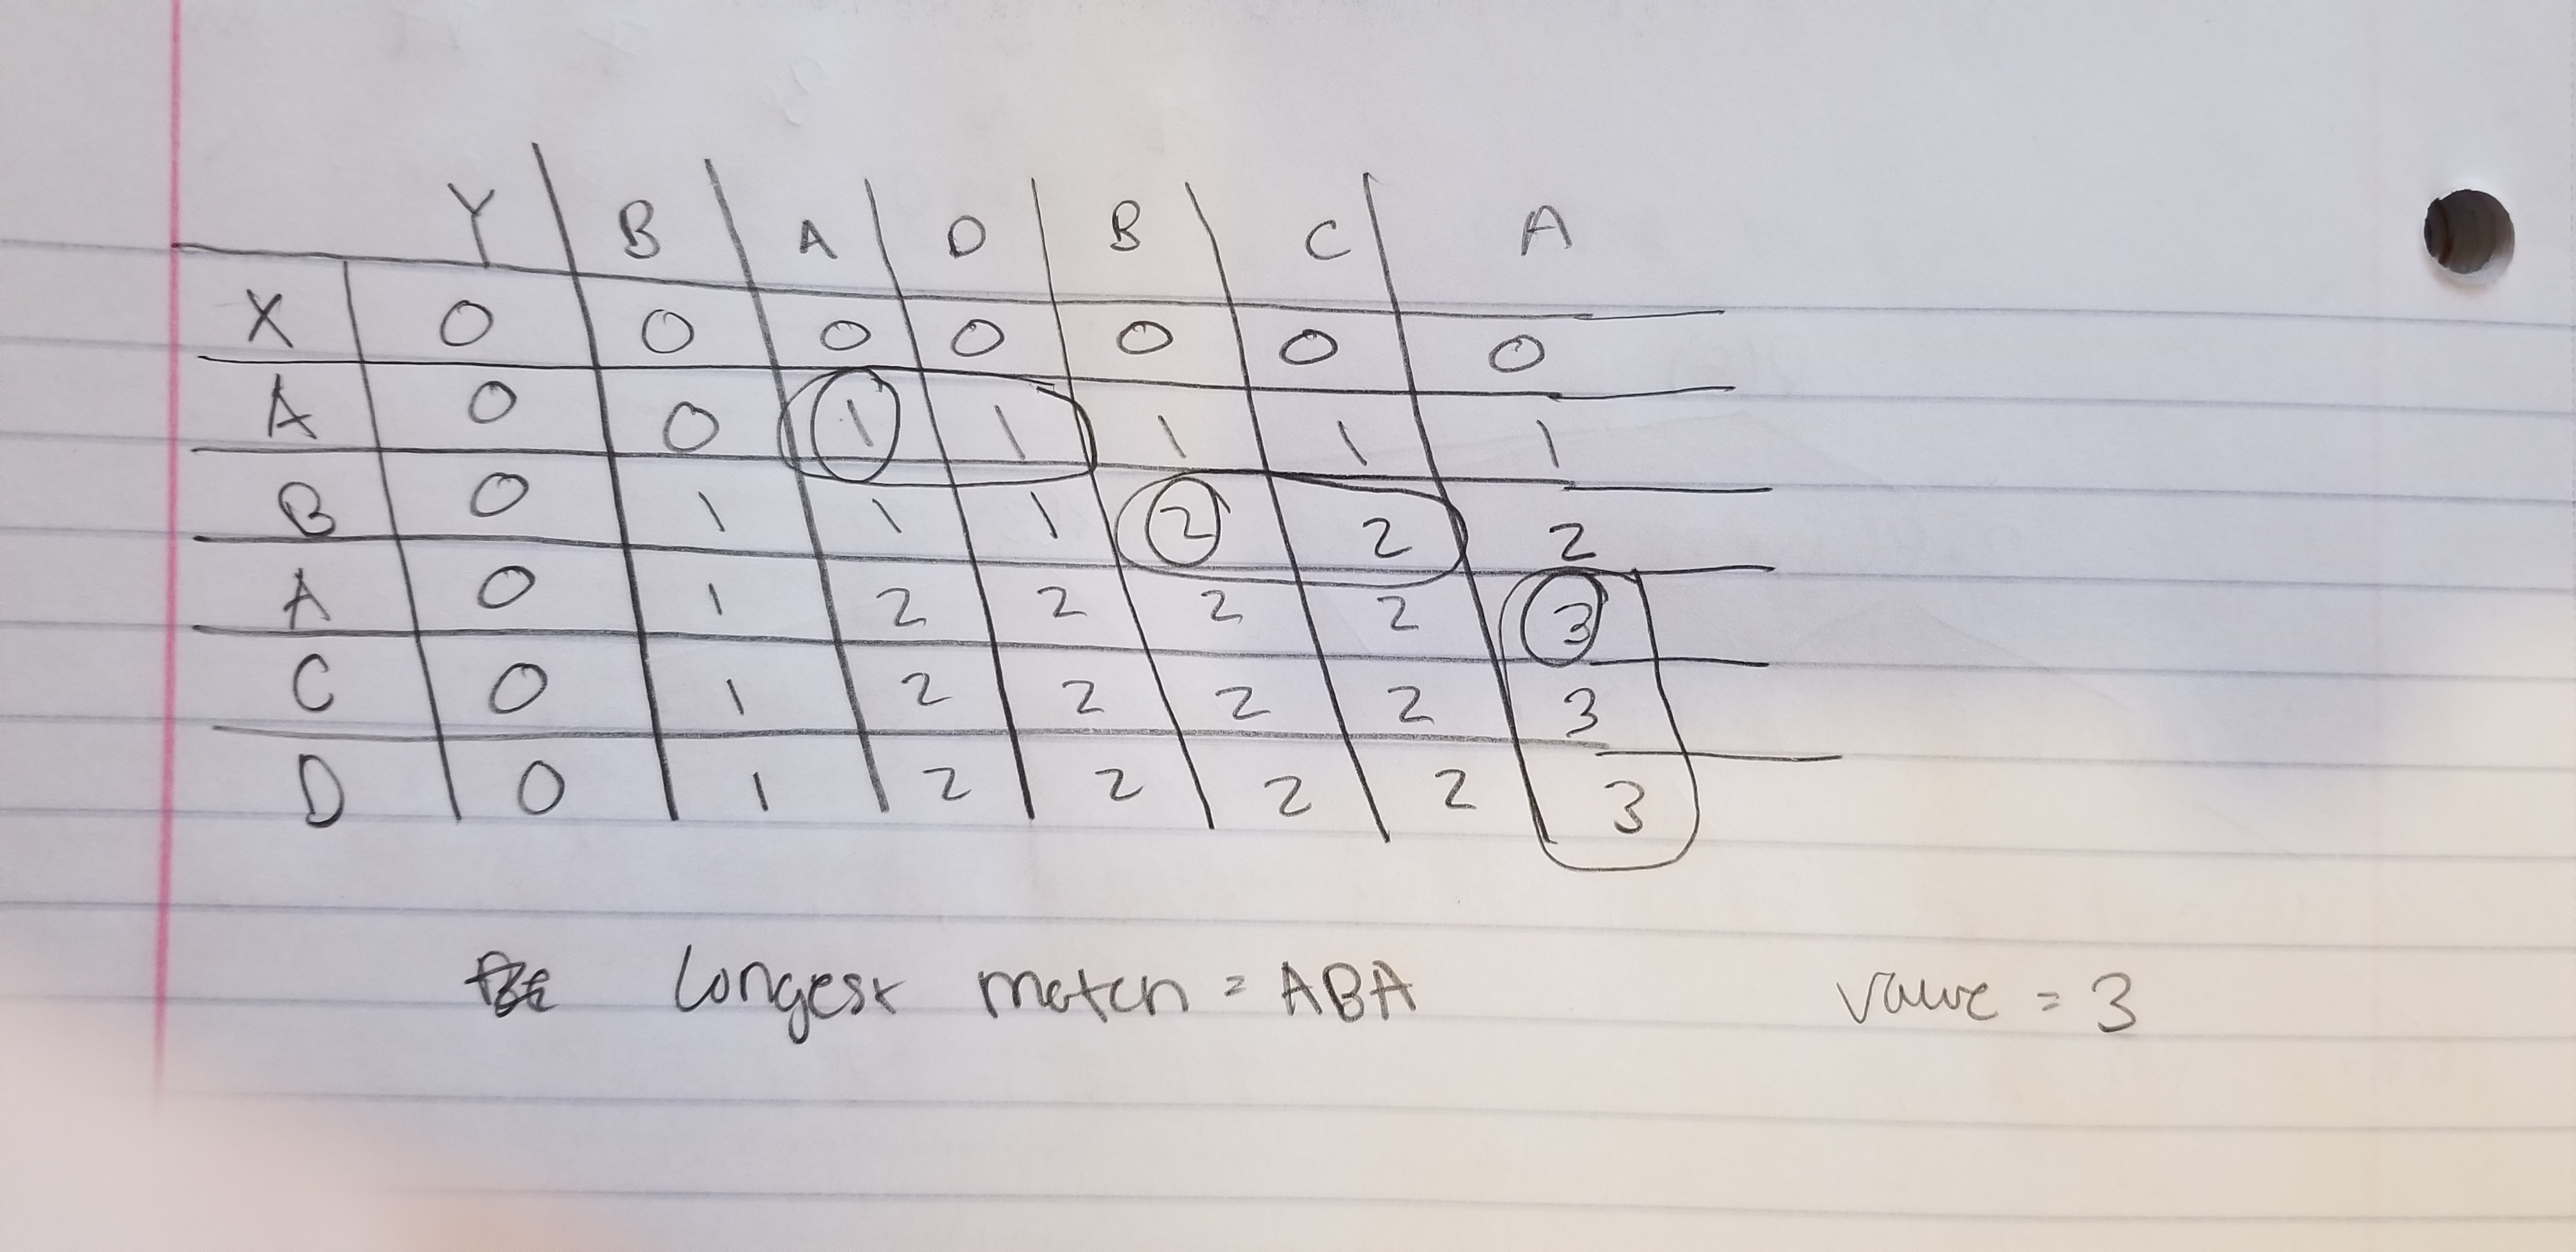 Y B A D B C A
X 0 0 0 0 0 0 0
A 0 0 1 1 1 1 1
B 0 1 1 1 2 2 2
A 0 1 2 2 2 2 3
C 0 1 2 2 2 2 3
D 0 1 2 2 2 2 3
Longest match = ABA value = 3